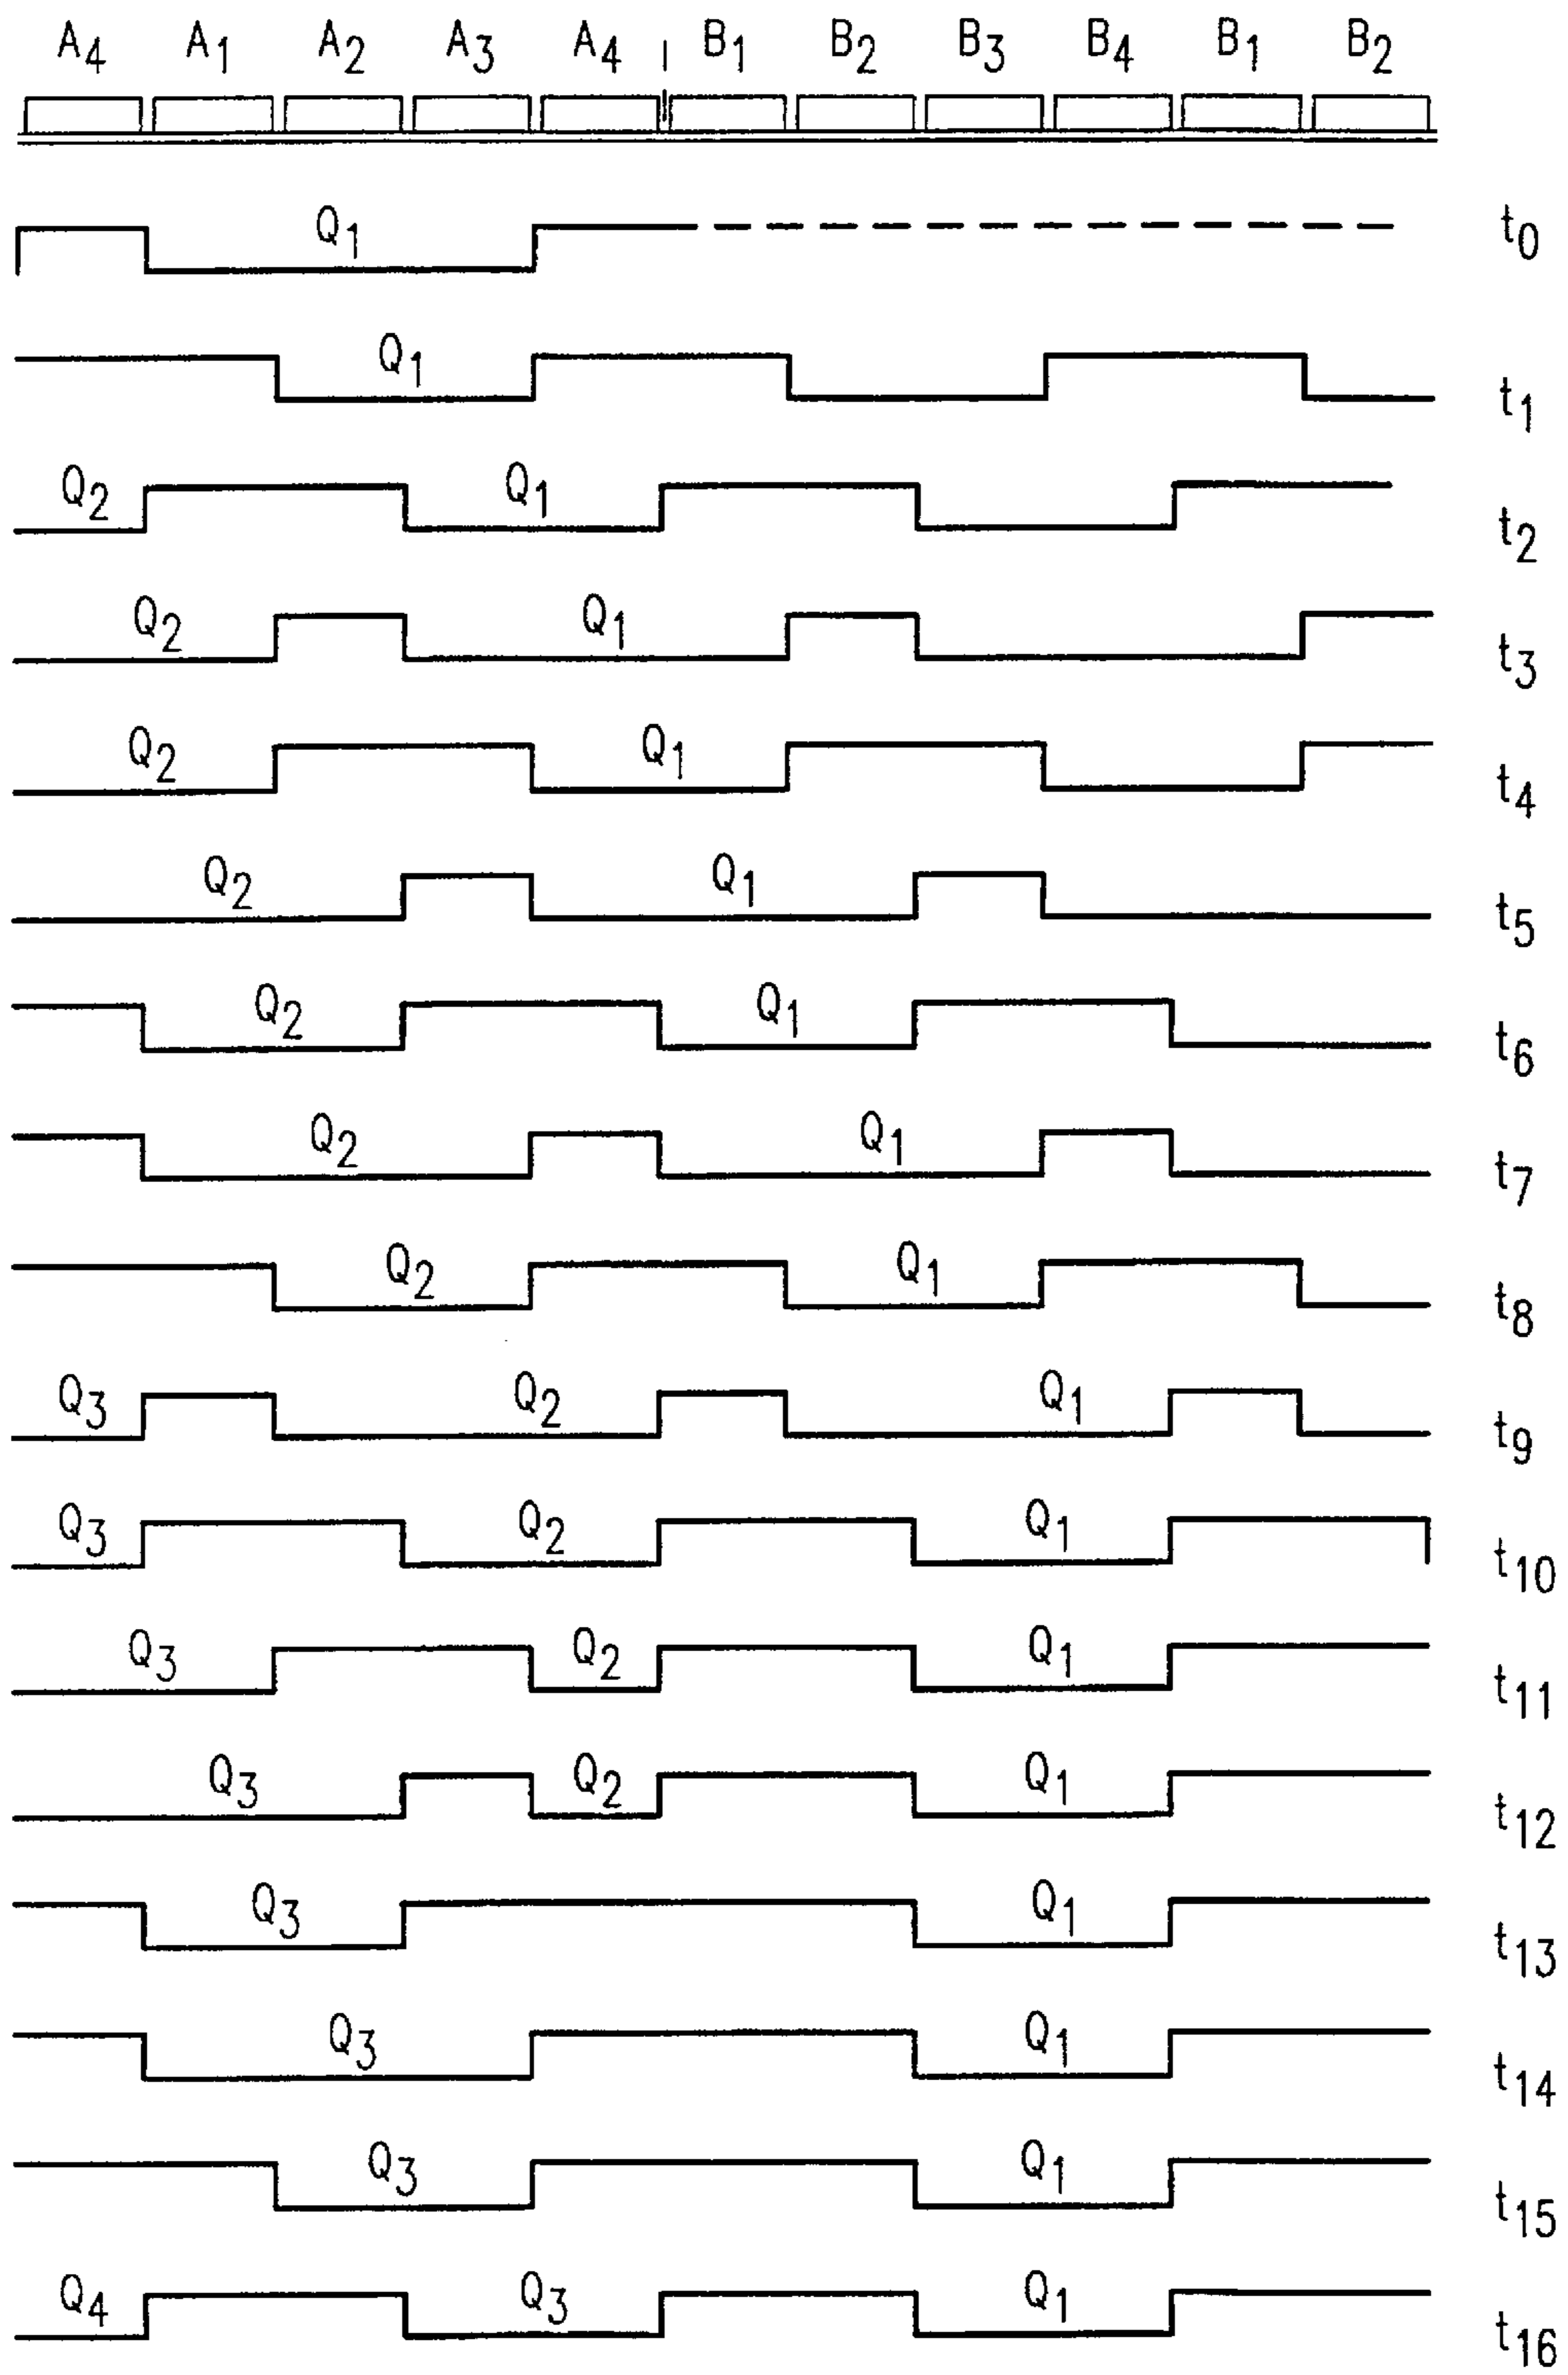 A4 A1 A2 A3 A4 B1 B2 B3 B4 B1 B2
Q1 t0
Q1 t1
Q2 Q1 t2
Q2 Q1 t3
Q2 Q1 t4
Q2 Q1 t5
Q2 Q1 t6
Q2 Q1 t7
Q2 Q1 t8
Q3 Q2 Q1 t9
Q3 Q2 Q1 t10
Q3 Q2 Q1 t11
Q3 Q2 Q1 t12
Q3 Q1 t13
Q3 Q1 t14
Q3 Q1 t15
Q4 Q3 Q1 t16